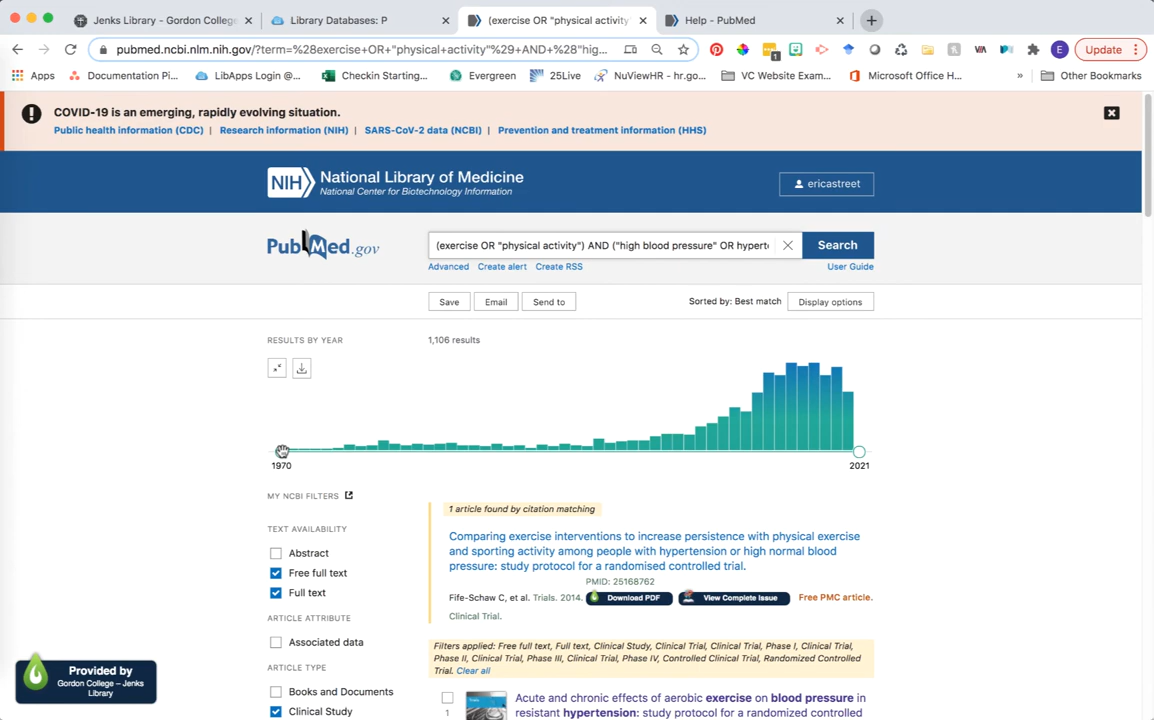 Jenks Library - Gordon College
Library Databases: P
(exercise OR "physical activity
Help - PubMed
pubmed.ncbi.nlm.nih.gov/?term=%28exercise+OR+"physical+activity"%29+AND+%28"hig...
E
Update
Apps
Documentation Pi...
LibApps Login @...
Checkin Starting...
Evergreen
25Live
NuViewHR - hr.go...
VC Website Exam...
Microsoft Office H...
»
Other Bookmarks
COVID-19 is an emerging, rapidly evolving situation.
Public health information (CDC) | Research information (NIH) | SARS-CoV-2 data (NCBI) | Prevention and treatment information (HHS)
NIH National Library of Medicine
National Center for Biotechnology Information
ericastreet
PubMed.gov
(exercise OR "physical activity") AND ("high blood pressure" OR hyperte
Search
Advanced Create alert Create RSS
User Guide
Save Email Send to
Sorted by: Best match
Display options
RESULTS BY YEAR
1,106 results
1970
2021
MY NCBI FILTERS
TEXT AVAILABILITY
Abstract
Free full text
Full text
ARTICLE ATTRIBUTE
Associated data
ARTICLE TYPE
Books and Documents
Clinical Study
1 article found by citation matching
Comparing exercise interventions to increase persistence with physical exercise
and sporting activity among people with hypertension or high normal blood
pressure: study protocol for a randomised controlled trial.
PMID: 25168762
Fife-Schaw C, et al. Trials. 2014. Download PDF View Complete Issue Free PMC article.
Clinical Trial.
Filters applied: Free full text, Full text, Clinical Study, Clinical Trial, Clinical Trial, Phase I, Clinical Trial,
Phase II, Clinical Trial, Phase III, Clinical Trial, Phase IV, Controlled Clinical Trial, Randomized Controlled
Trial. Clear all
1
Acute and chronic effects of aerobic exercise on blood pressure in
resistant hypertension: study protocol for a randomized controlled
Provided by
Gordon College – Jenks
Library